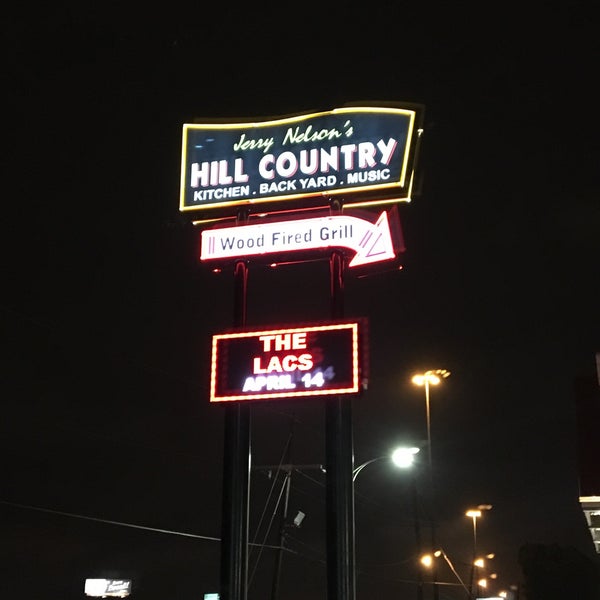 Jerry Nelson's
HILL COUNTRY
KITCHEN . BACK YARD . MUSIC
Wood Fired Grill
THE
LACS
APRIL 14